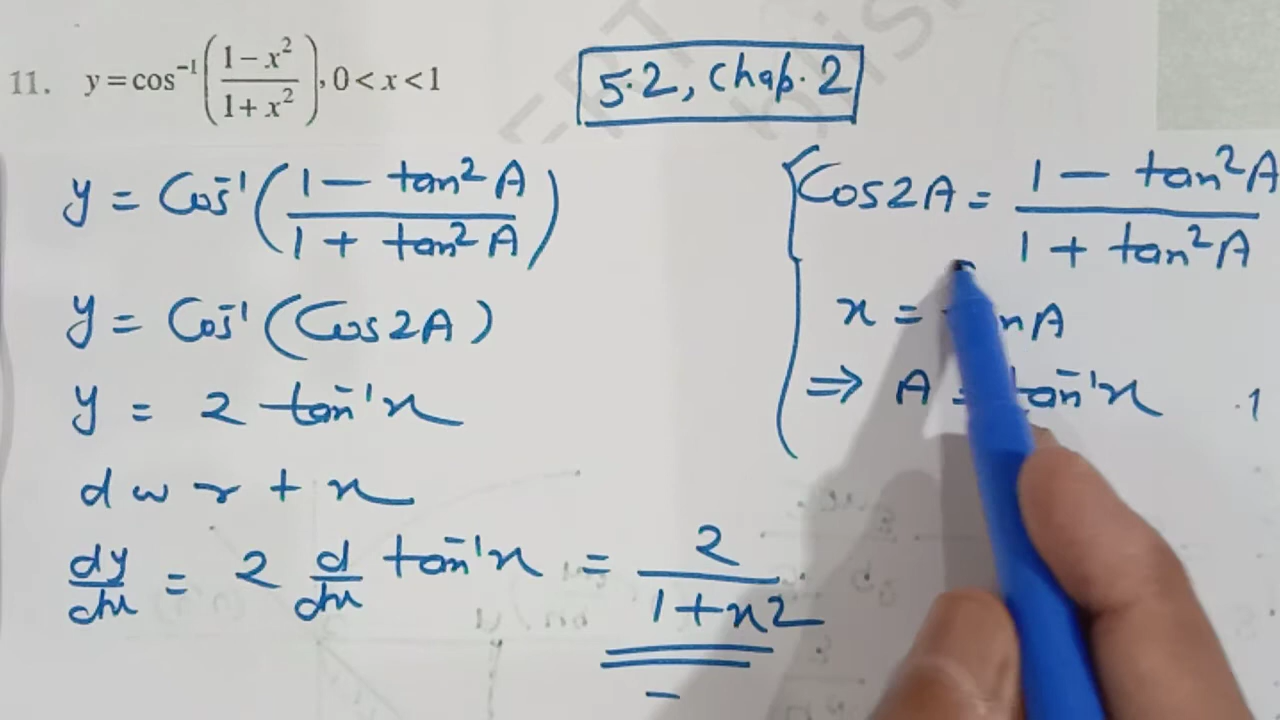 11. y = cos⁻¹((1 − x²)/(1 + x²)), 0 < x < 1
5.2, Chap. 2
y = Cos⁻¹((1 − tan²A)/(1 + tan²A))
y = Cos⁻¹(Cos2A)
y = 2 tan⁻¹x
d w r t x
dy/dx = 2 d/dx tan⁻¹x = 2/(1+x2)
Cos2A = (1 − tan²A)/(1 + tan²A)
x = A
⇒ A = tan⁻¹x